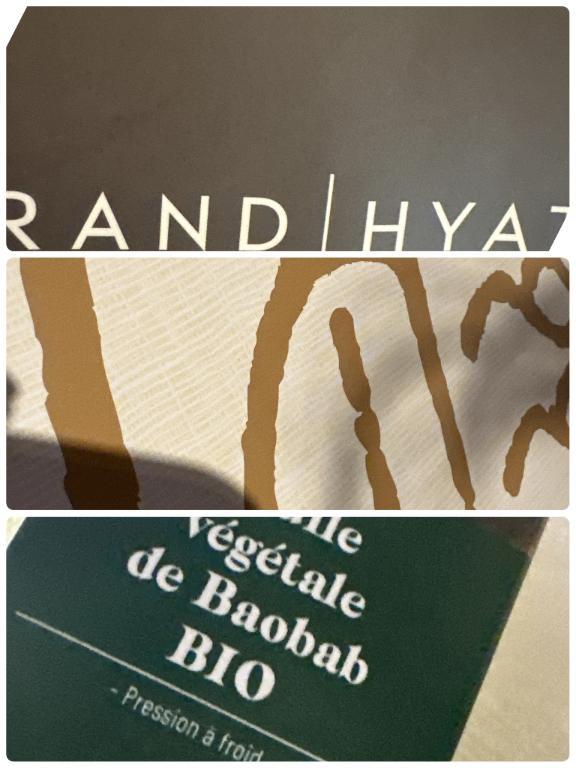 RAND | HYAT
végétale
de Baobab
BIO
- Pression à froid